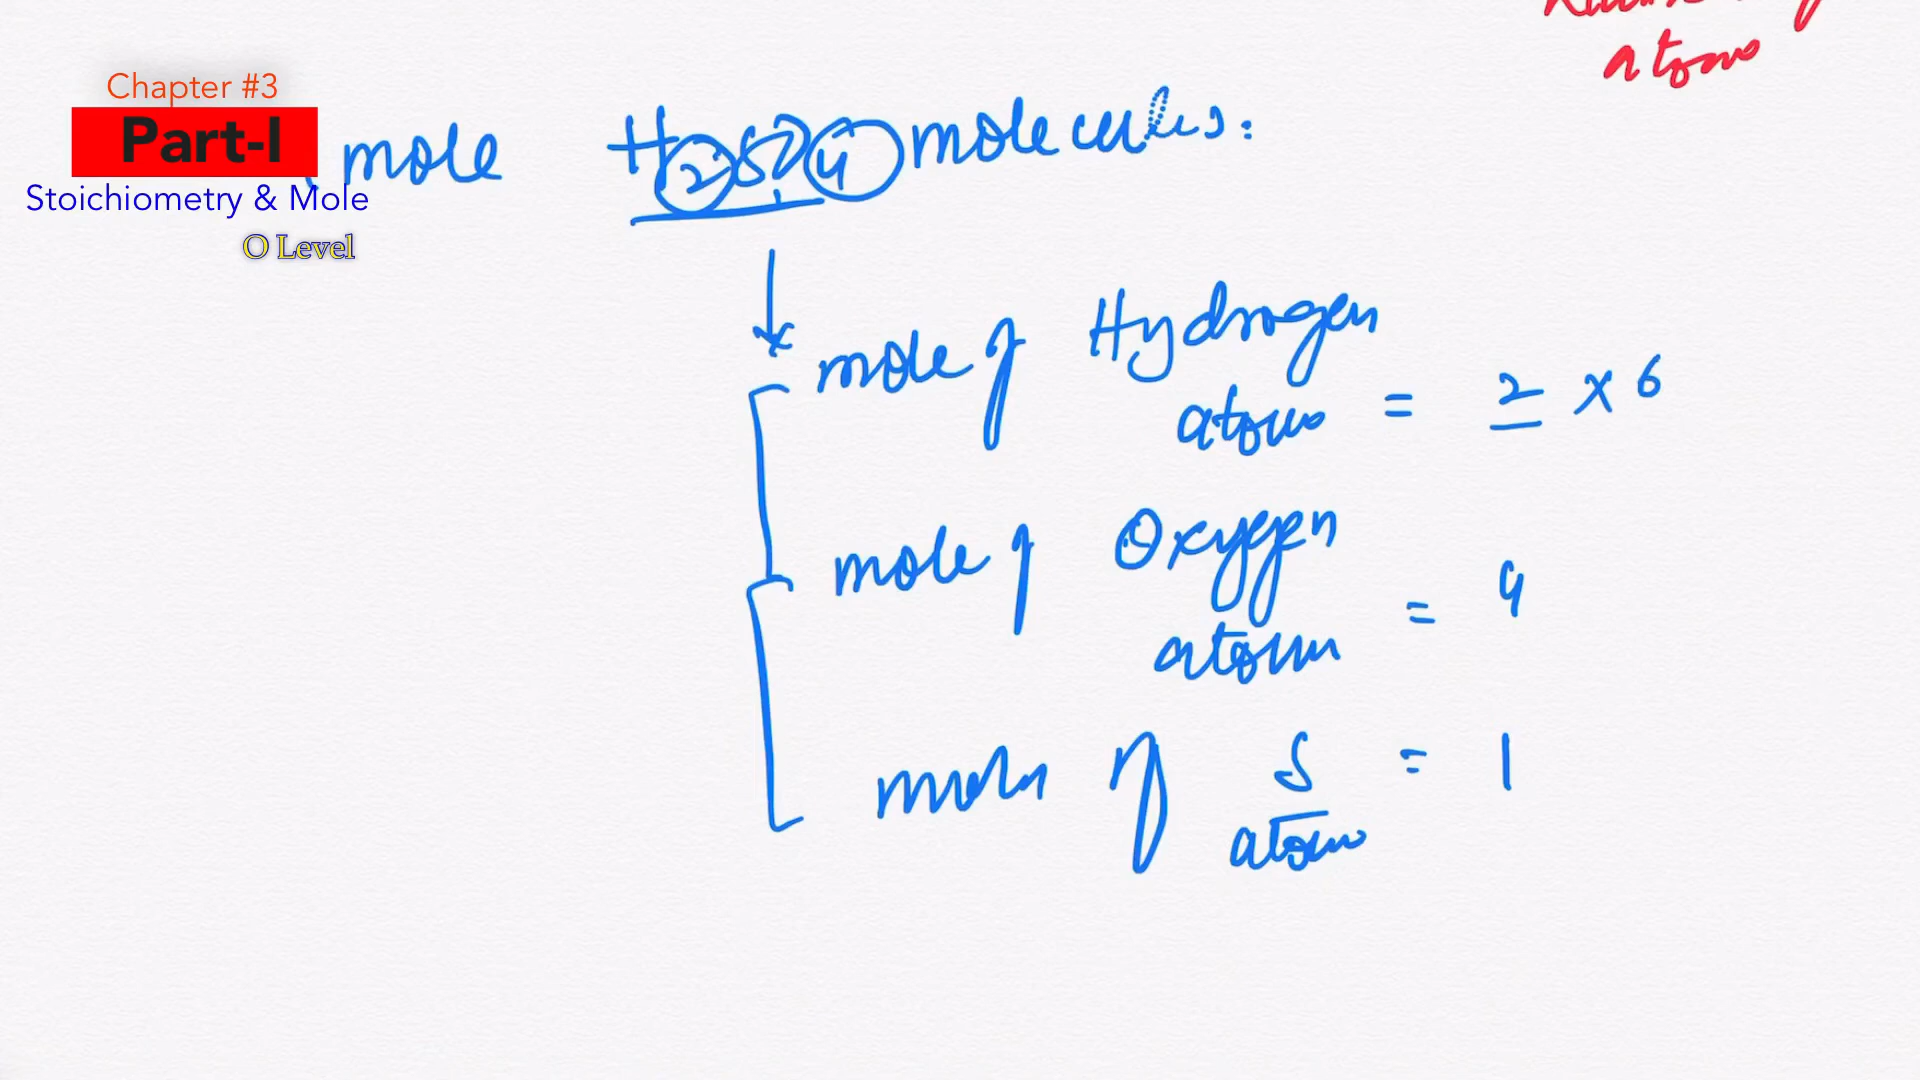 atoms
Chapter #3
Part-I
Stoichiometry & Mole
O Level
mole H2SO4 molecules:
mole of Hydrogen
atoms = 2 x 6
mole of Oxygen
atoms = 4
moles of S = 1
atoms